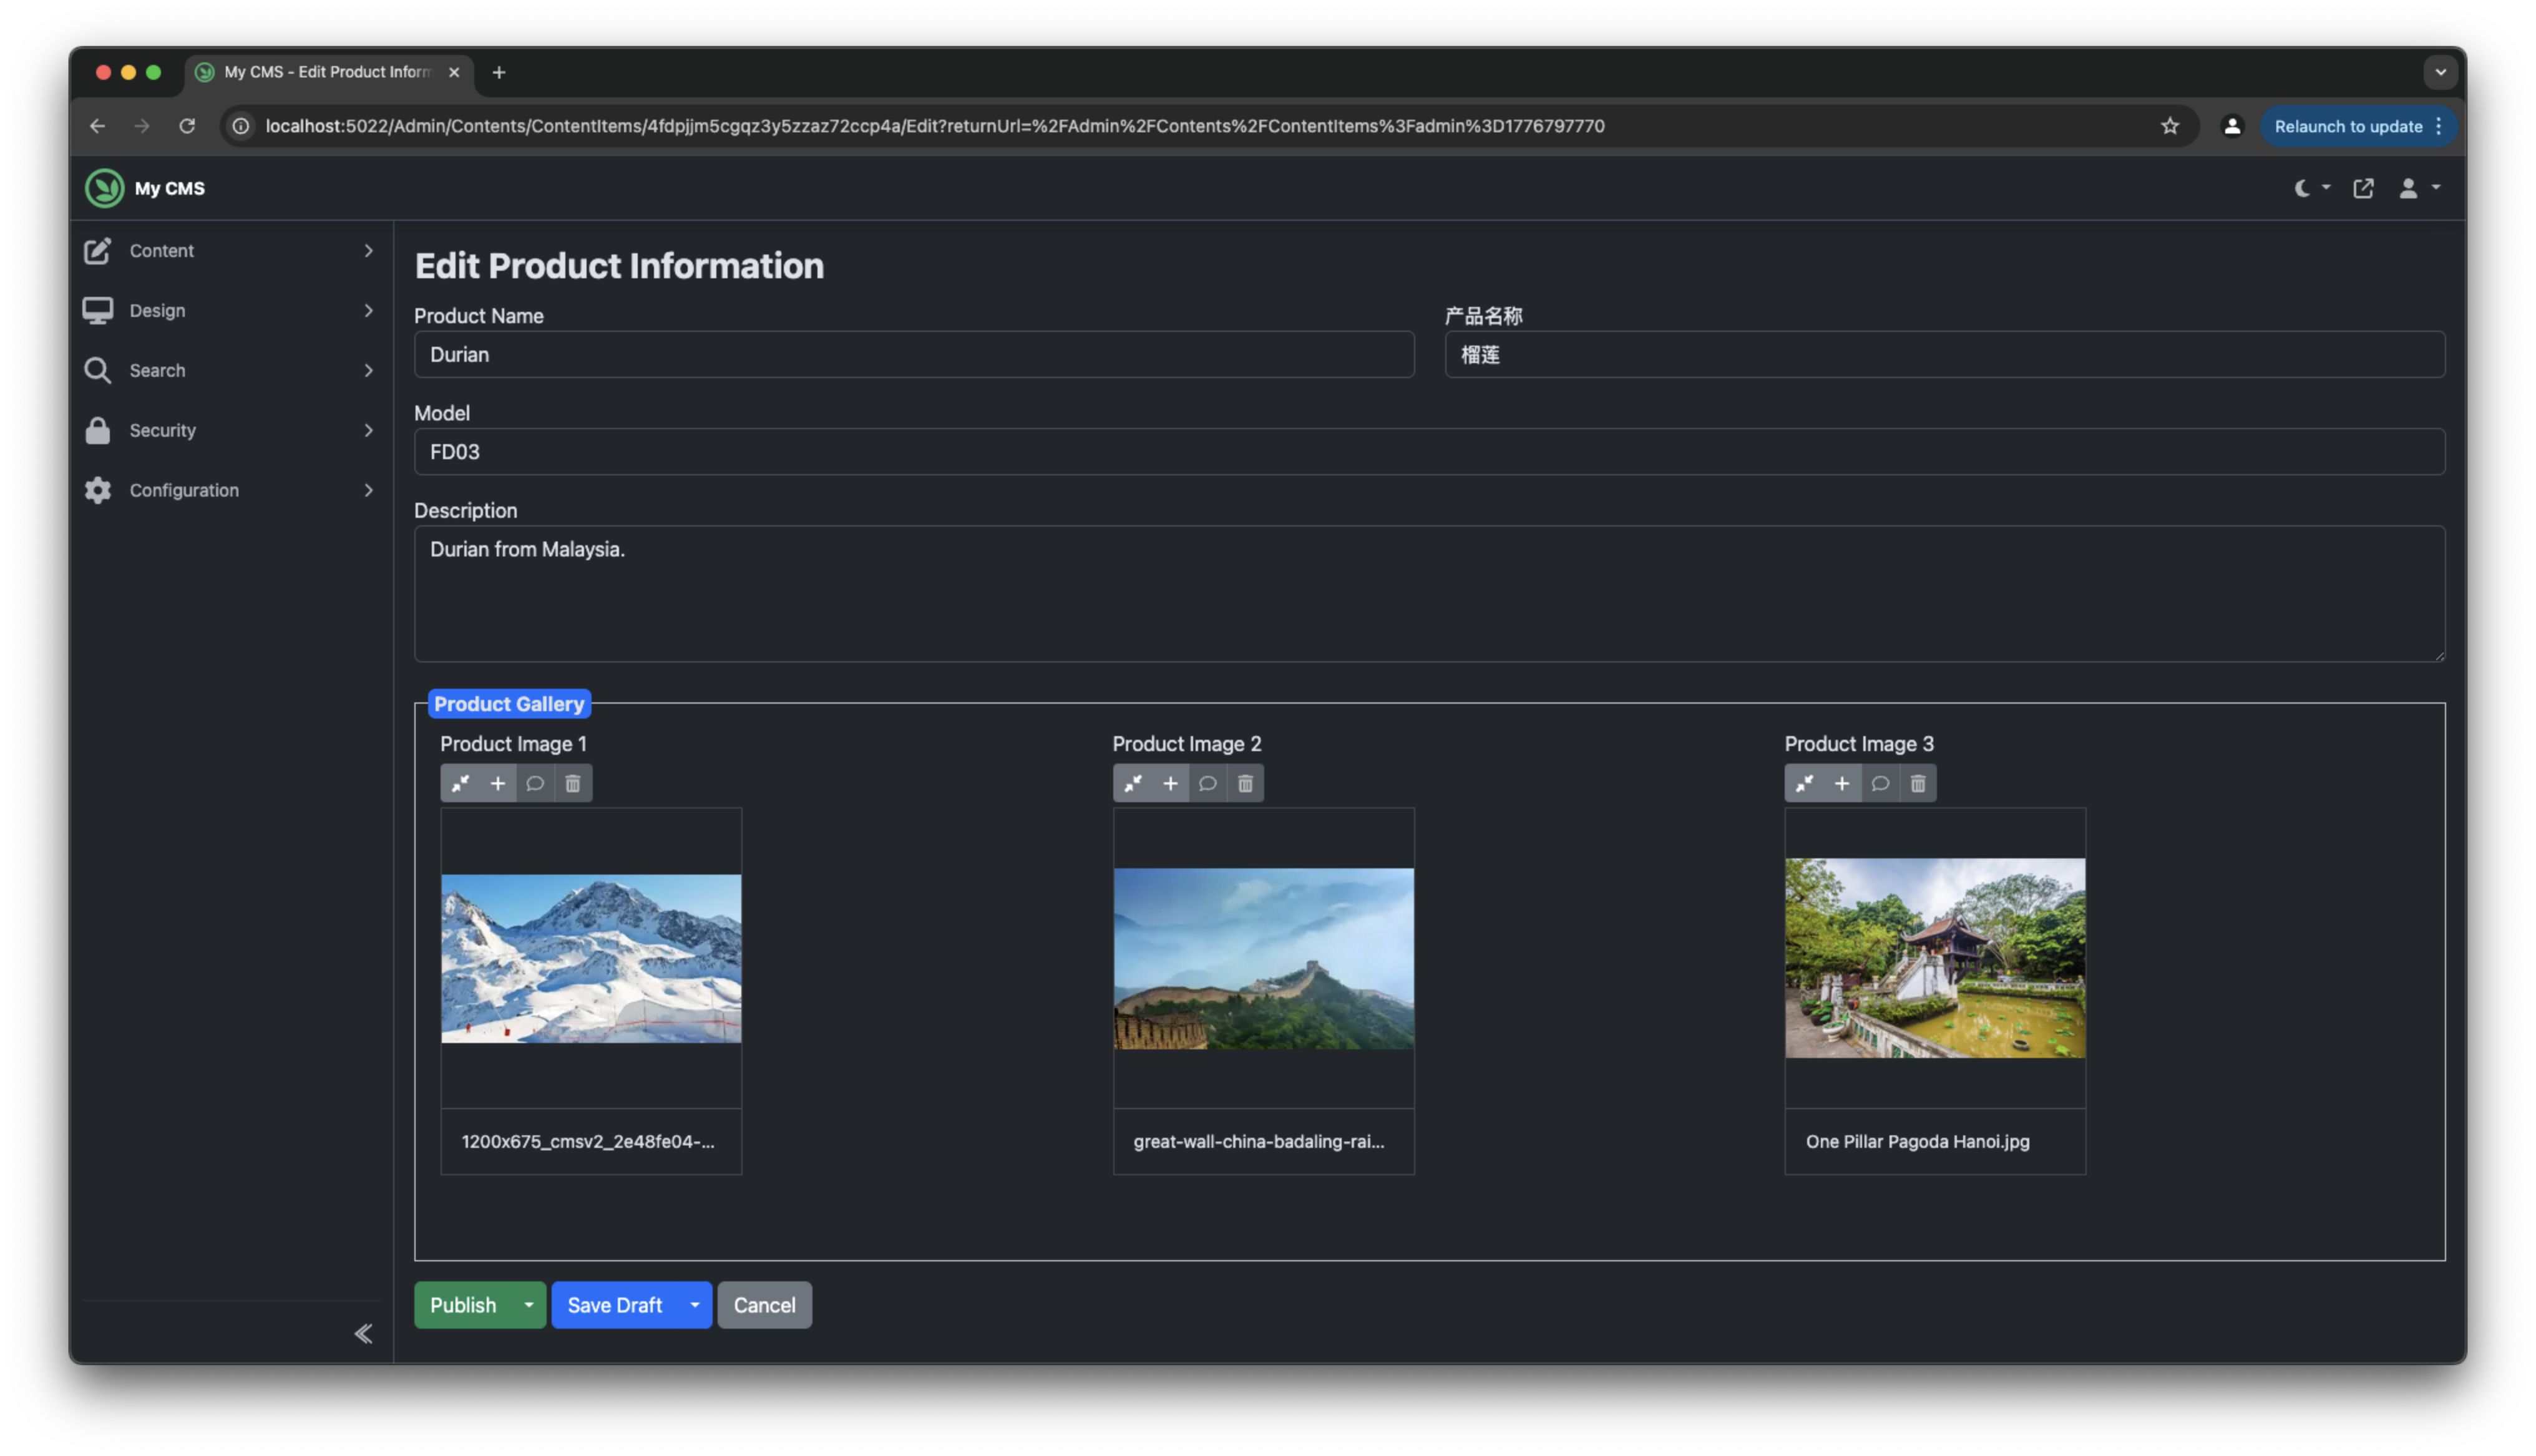 My CMS - Edit Product Inform
localhost:5022/Admin/Contents/ContentItems/4fdpjjm5cgqz3y5zzaz72ccp4a/Edit?returnUrl=%2FAdmin%2FContents%2FContentItems%3Fadmin%3D1776797770
Relaunch to update
My CMS
Content
Design
Search
Security
Configuration
Edit Product Information
Product Name
产品名称
Durian
榴莲
Model
FD03
Description
Durian from Malaysia.
Product Gallery
Product Image 1
Product Image 2
Product Image 3
1200x675_cmsv2_2e48fe04-...
great-wall-china-badaling-rai...
One Pillar Pagoda Hanoi.jpg
Publish
Save Draft
Cancel